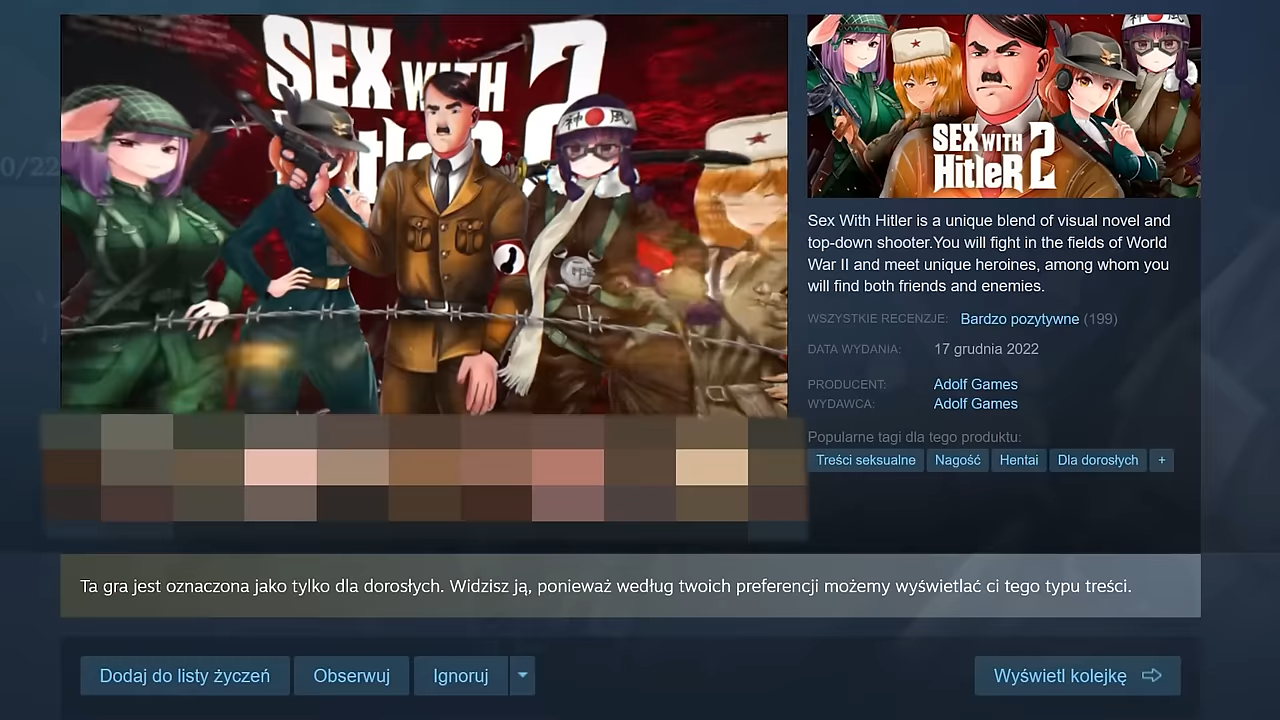 SEX WITH
HitleR 2
神 風
SEX WITH
HitleR 2
0/22
Sex With Hitler is a unique blend of visual novel and
top-down shooter.You will fight in the fields of World
War II and meet unique heroines, among whom you
will find both friends and enemies.
WSZYSTKIE RECENZJE: Bardzo pozytywne (199)
DATA WYDANIA: 17 grudnia 2022
PRODUCENT: Adolf Games
WYDAWCA: Adolf Games
Popularne tagi dla tego produktu:
Treści seksualne Nagość Hentai Dla dorosłych +
Ta gra jest oznaczona jako tylko dla dorosłych. Widzisz ją, ponieważ według twoich preferencji możemy wyświetlać ci tego typu treści.
Dodaj do listy życzeń Obserwuj Ignoruj Wyświetl kolejkę